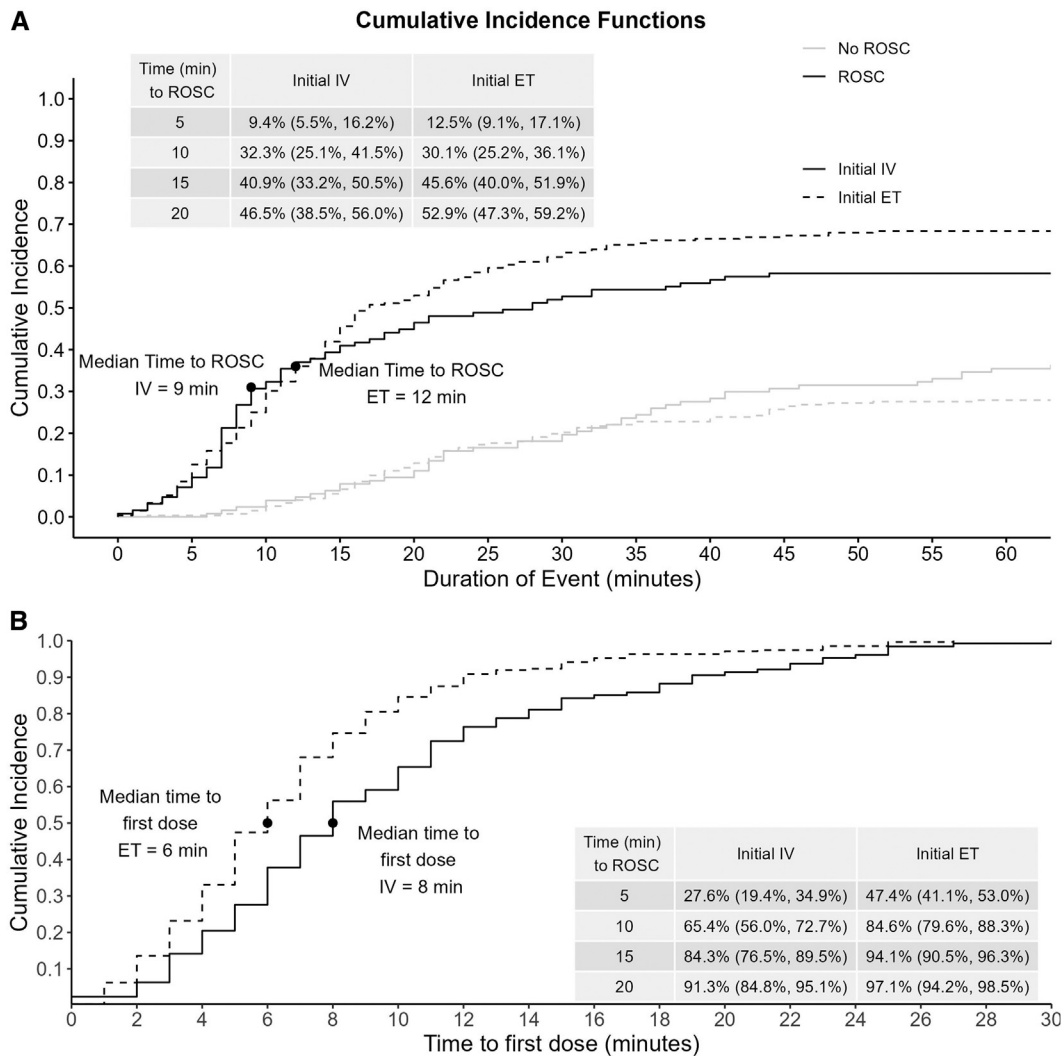 A
Cumulative Incidence Functions
No ROSC
ROSC
Initial IV
Initial ET
Time (min) to ROSC Initial IV Initial ET
5 9.4% (5.5%, 16.2%) 12.5% (9.1%, 17.1%)
10 32.3% (25.1%, 41.5%) 30.1% (25.2%, 36.1%)
15 40.9% (33.2%, 50.5%) 45.6% (40.0%, 51.9%)
20 46.5% (38.5%, 56.0%) 52.9% (47.3%, 59.2%)
Cumulative Incidence
1.0
0.9
0.8
0.7
0.6
0.5
0.4
0.3
0.2
0.1
0.0
Median Time to ROSC
IV = 9 min
Median Time to ROSC
ET = 12 min
0 5 10 15 20 25 30 35 40 45 50 55 60
Duration of Event (minutes)
B
Cumulative Incidence
1.0
0.9
0.8
0.7
0.6
0.5
0.4
0.3
0.2
0.1
Median time to
first dose
ET = 6 min
Median time to
first dose
IV = 8 min
Time (min) to ROSC Initial IV Initial ET
5 27.6% (19.4%, 34.9%) 47.4% (41.1%, 53.0%)
10 65.4% (56.0%, 72.7%) 84.6% (79.6%, 88.3%)
15 84.3% (76.5%, 89.5%) 94.1% (90.5%, 96.3%)
20 91.3% (84.8%, 95.1%) 97.1% (94.2%, 98.5%)
0 2 4 6 8 10 12 14 16 18 20 22 24 26 28 30
Time to first dose (minutes)